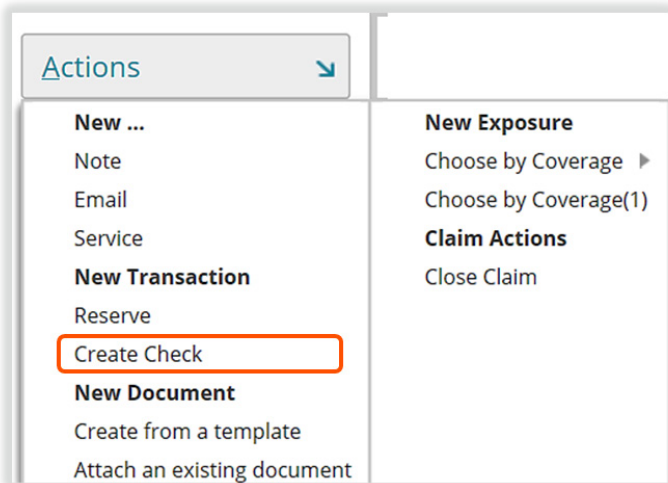 Actions
New ...
Note
Email
Service
New Transaction
Reserve
Create Check
New Document
Create from a template
Attach an existing document
New Exposure
Choose by Coverage
Choose by Coverage(1)
Claim Actions
Close Claim